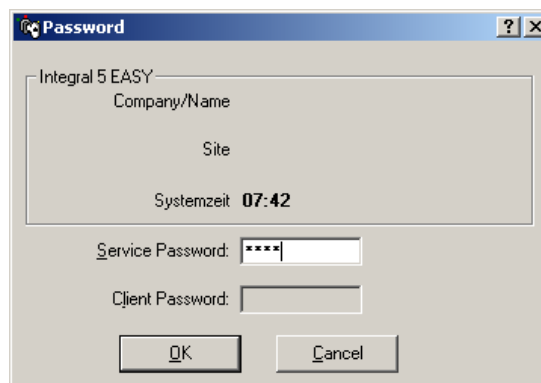 Password
Integral 5 EASY
Company/Name
Site
Systemzeit 07:42
Service Password: ****
Client Password:
OK Cancel